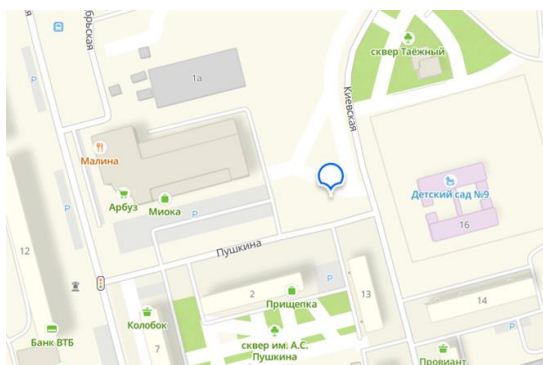 брьская
сквер Таёжный
1а
Киевская
P
Малина
Детский сад №9
Арбуз
Миока
P
16
Пушкина
12
P
P
2
Прищепка
13
14
Колобок
Банк ВТБ
7
сквер им. А.С.
Пушкина
Провиант.